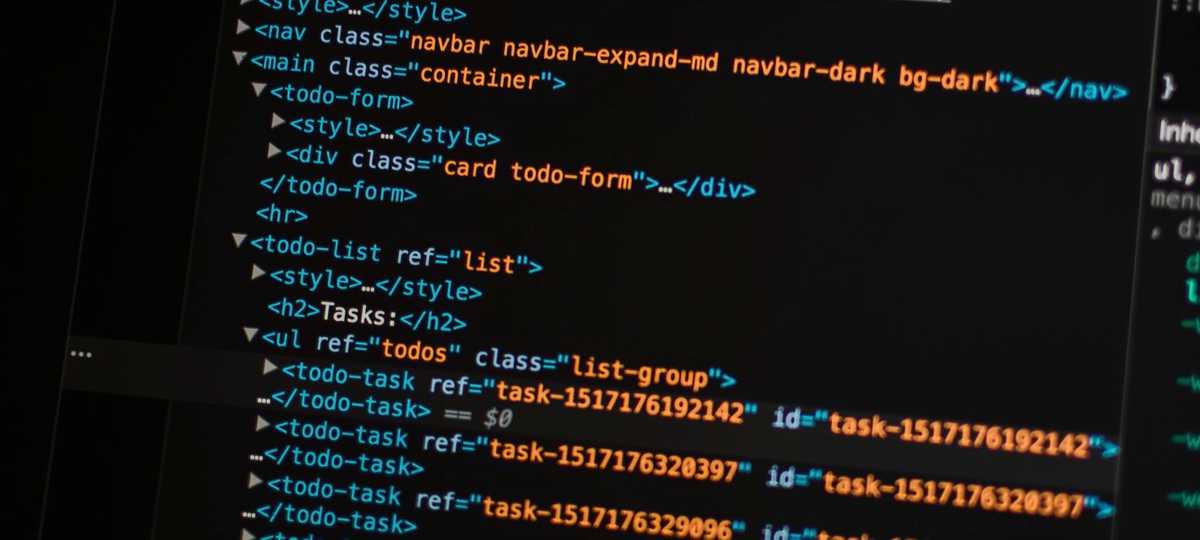 <style>…</style>
<nav class="navbar navbar-expand-md navbar-dark bg-dark">…</nav>
<main class="container">
<todo-form>
<style>…</style>
<div class="card todo-form">…</div>
</todo-form>
<hr>
<todo-list ref="list">
<style>…</style>
<h2>Tasks:</h2>
<ul ref="todos" class="list-group">
<todo-task ref="task-1517176192142" id="task-1517176192142">
…</todo-task> == $0
<todo-task ref="task-1517176320397" id="task-1517176320397">
…</todo-task>
<todo-task ref="task-1517176329096" id="task-
…</todo-task>
}
ul,